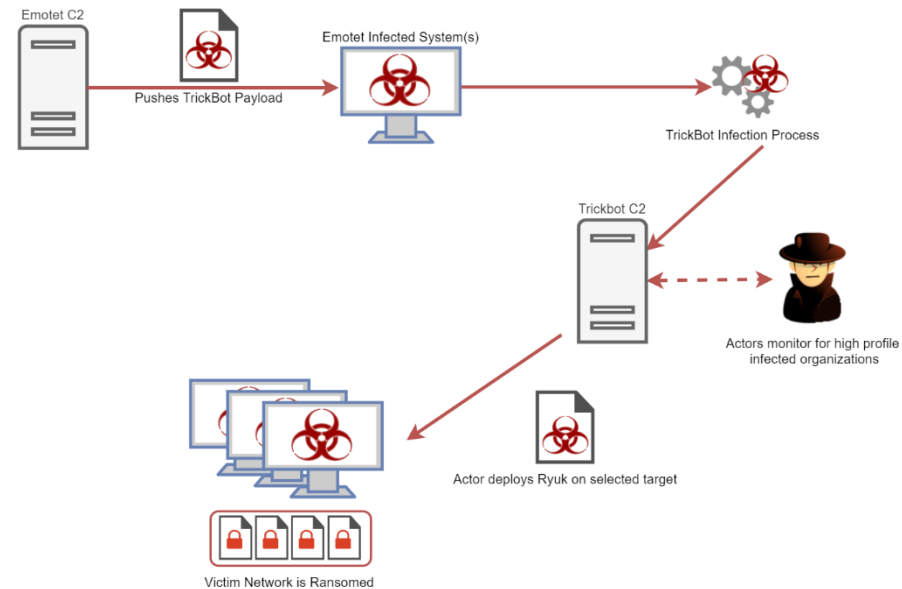 Emotet C2
Pushes TrickBot Payload
Emotet Infected System(s)
TrickBot Infection Process
Trickbot C2
Actors monitor for high profile
infected organizations
Actor deploys Ryuk on selected target
Victim Network is Ransomed